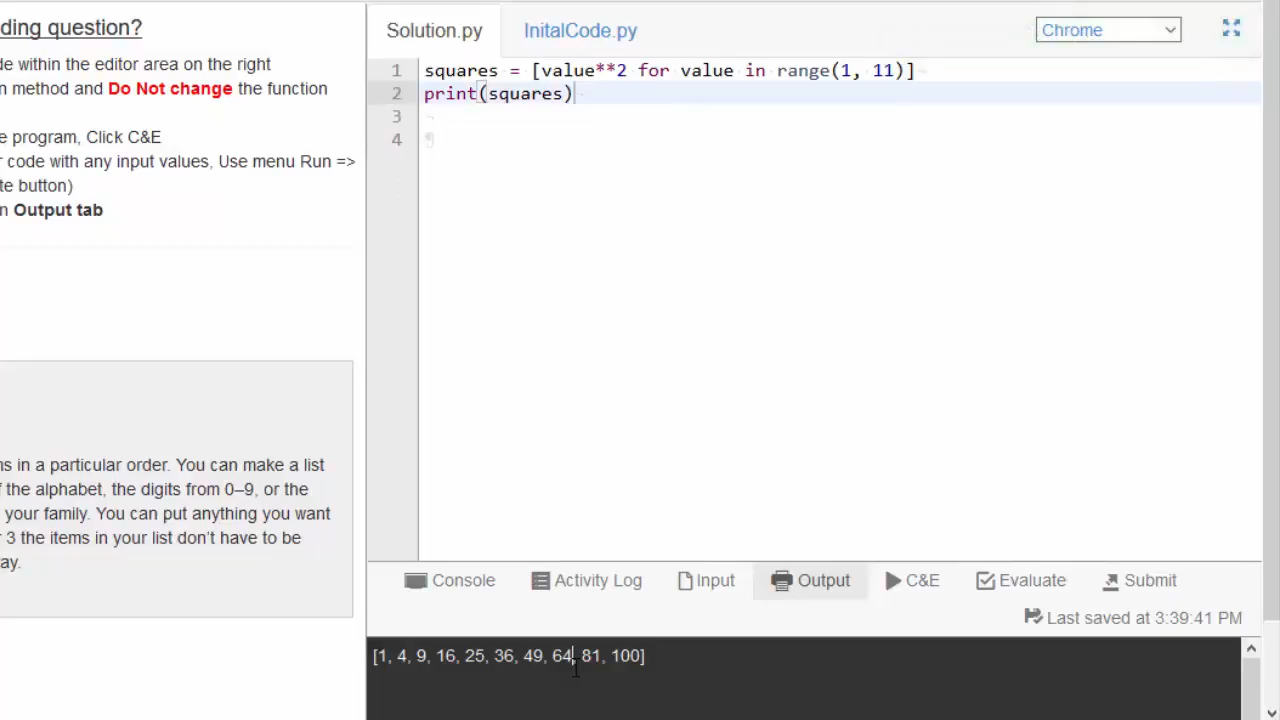 ding question?
de within the editor area on the right
n method and Do Not change the function
e program, Click C&E
r code with any input values, Use menu Run =>
te button)
n Output tab
ns in a particular order. You can make a list
f the alphabet, the digits from 0–9, or the
your family. You can put anything you want
r 3 the items in your list don't have to be
ay.
Solution.py
InitalCode.py
Chrome
1 squares = [value**2 for value in range(1, 11)]
2 print(squares)
3
4
Console Activity Log Input Output C&E Evaluate Submit
Last saved at 3:39:41 PM
[1, 4, 9, 16, 25, 36, 49, 64, 81, 100]